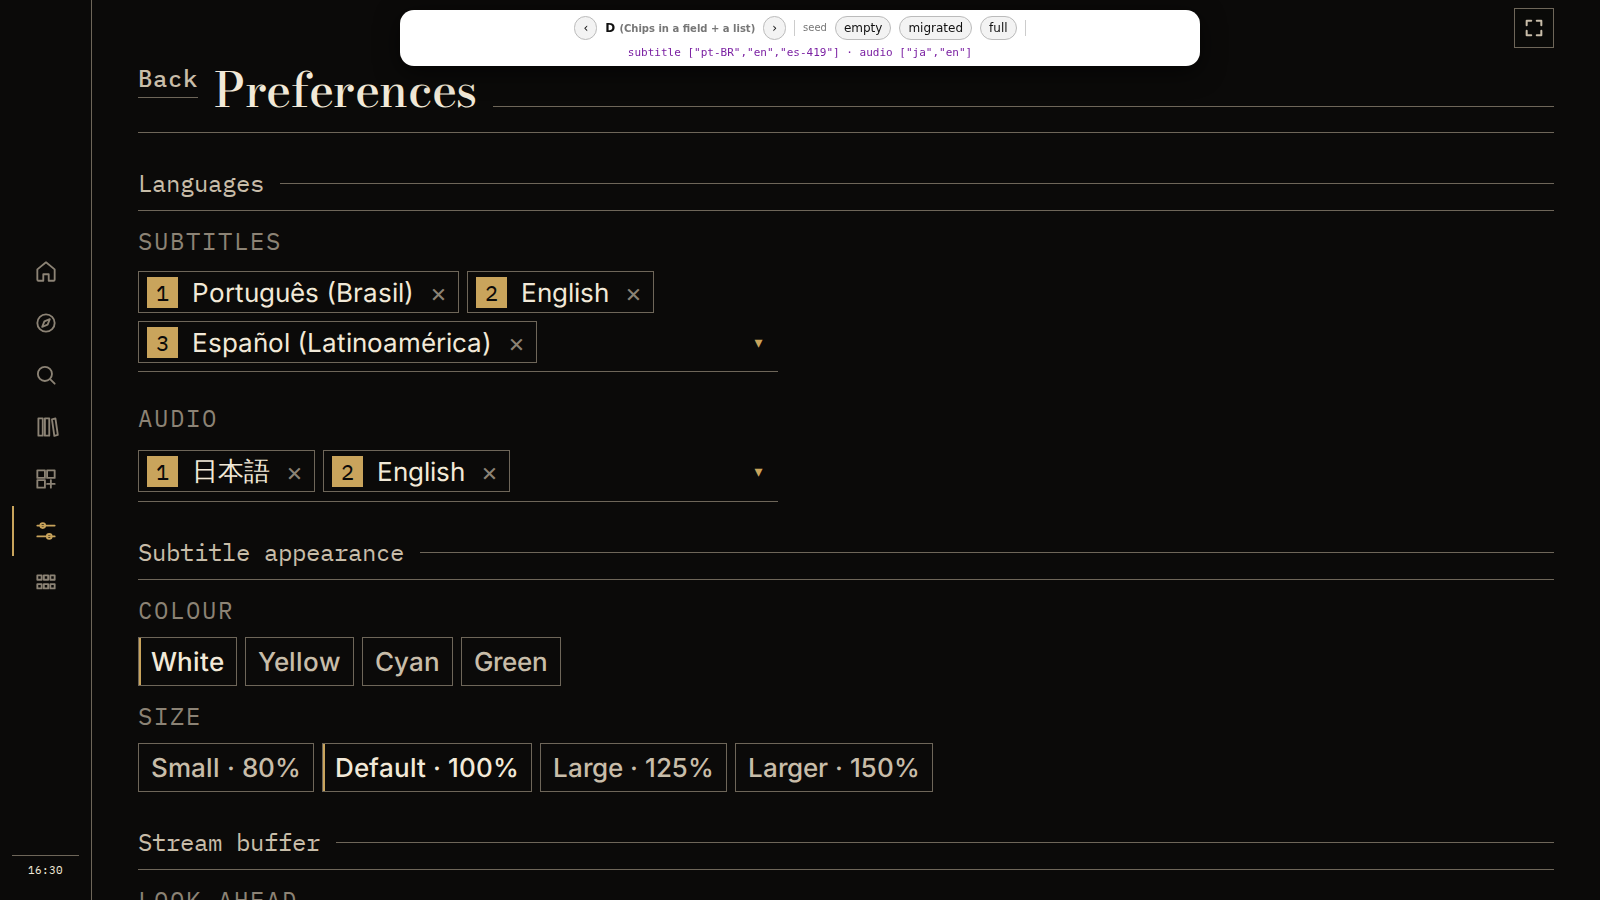 ‹ D (Chips in a field + a list) › seed empty migrated full
subtitle ["pt-BR","en","es-419"] · audio ["ja","en"]
Back Preferences
Languages
SUBTITLES
1 Português (Brasil) × 2 English ×
3 Español (Latinoamérica) × ▾
AUDIO
1 日本語 × 2 English × ▾
Subtitle appearance
COLOUR
White Yellow Cyan Green
SIZE
Small · 80% Default · 100% Large · 125% Larger · 150%
Stream buffer
16:30
LOOK AHEAD